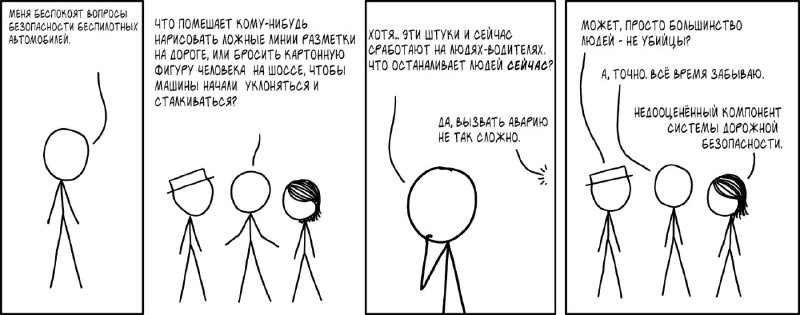 МЕНЯ БЕСПОКОЯТ ВОПРОСЫ
БЕЗОПАСНОСТИ БЕСПИЛОТНЫХ
АВТОМОБИЛЕЙ.
ЧТО ПОМЕШАЕТ КОМУ-НИБУДЬ
НАРИСОВАТЬ ЛОЖНЫЕ ЛИНИИ РАЗМЕТКИ
НА ДОРОГЕ, ИЛИ БРОСИТЬ КАРТОННУЮ
ФИГУРУ ЧЕЛОВЕКА НА ШОССЕ, ЧТОБЫ
МАШИНЫ НАЧАЛИ УКЛОНЯТЬСЯ И
СТАЛКИВАТЬСЯ?
ХОТЯ.. ЭТИ ШТУКИ И СЕЙЧАС
СРАБОТАЮТ НА ЛЮДЯХ-ВОДИТЕЛЯХ.
ЧТО ОСТАНАЛИВАЕТ ЛЮДЕЙ СЕЙЧАС?
ДА, ВЫЗВАТЬ АВАРИЮ
НЕ ТАК СЛОЖНО.
МОЖЕТ, ПРОСТО БОЛЬШИНСТВО
ЛЮДЕЙ - НЕ УБИЙЦЫ?
А, ТОЧНО. ВСЁ ВРЕМЯ ЗАБЫВАЮ.
НЕДООЦЕНЁННЫЙ КОМПОНЕНТ
СИСТЕМЫ ДОРОЖНОЙ
БЕЗОПАСНОСТИ.